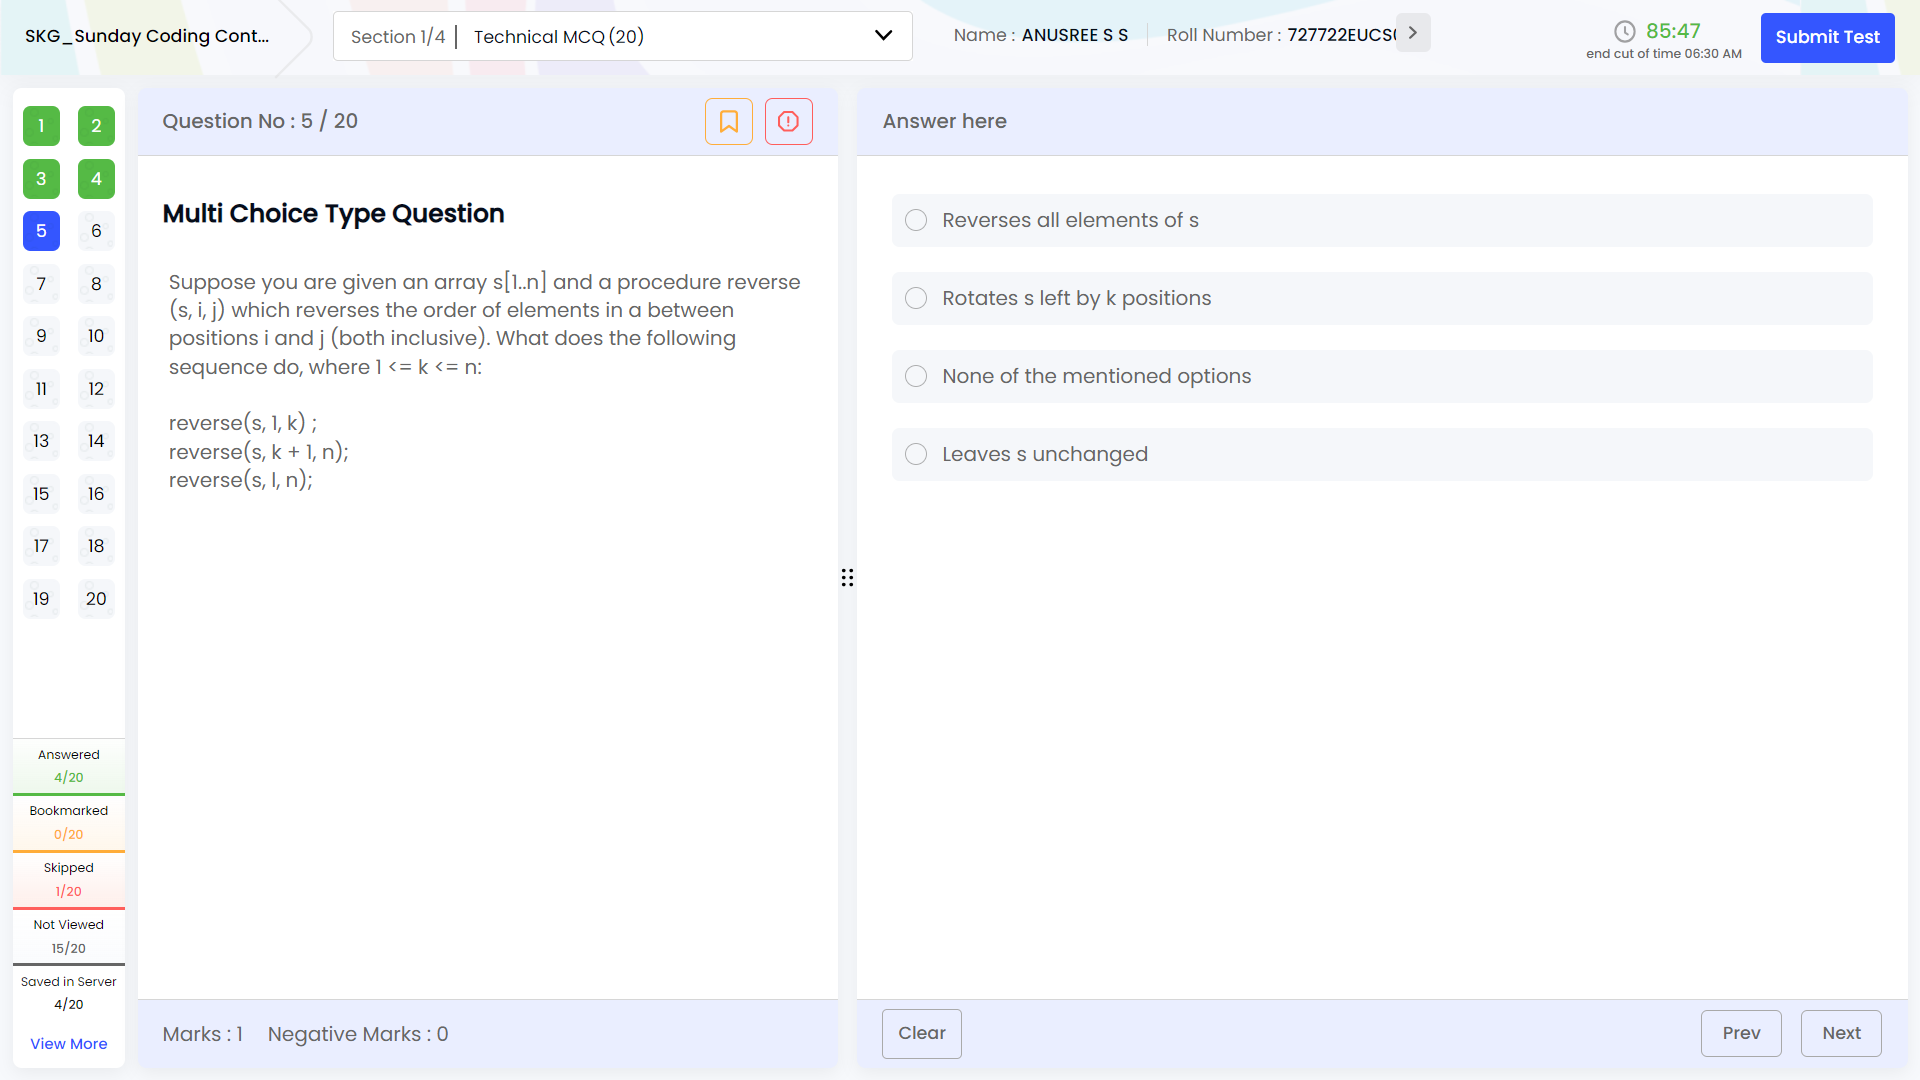 SKG_Sunday Coding Cont...
Section 1/4 | Technical MCQ (20)
Name : ANUSREE S S
Roll Number : 727722EUCS
85:47
end cut of time 06:30 AM
Submit Test
1 2
3 4
5 6
7 8
9 10
11 12
13 14
15 16
17 18
19 20
Answered
4/20
Bookmarked
0/20
Skipped
1/20
Not Viewed
15/20
Saved in Server
4/20
View More
Question No : 5 / 20
Multi Choice Type Question
Suppose you are given an array s[1..n] and a procedure reverse
(s, i, j) which reverses the order of elements in a between
positions i and j (both inclusive). What does the following
sequence do, where 1 <= k <= n:
reverse(s, 1, k) ;
reverse(s, k + 1, n);
reverse(s, l, n);
Marks : 1 Negative Marks : 0
Answer here
Reverses all elements of s
Rotates s left by k positions
None of the mentioned options
Leaves s unchanged
Clear
Prev
Next